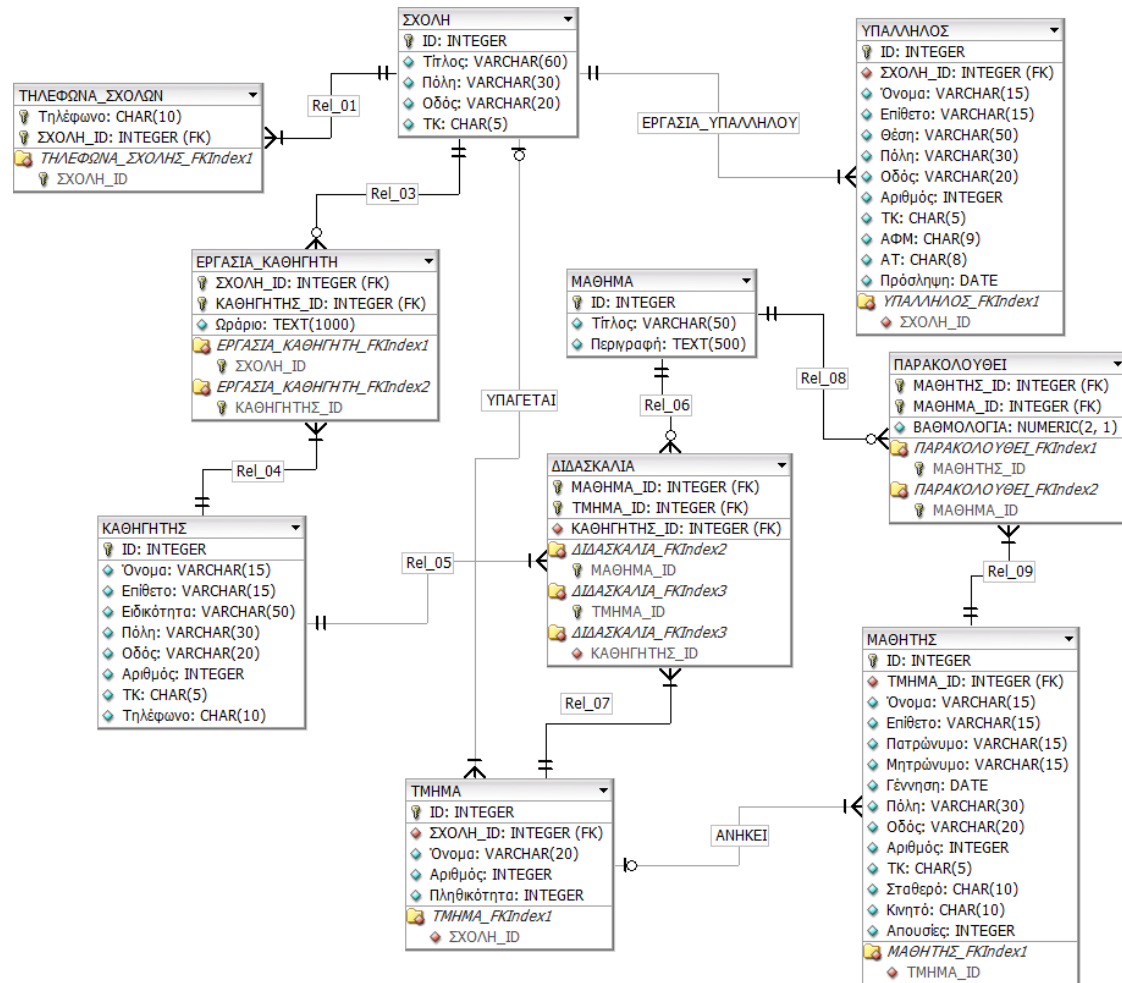 ΣΧΟΛΗ
ID: INTEGER
Τίτλος: VARCHAR(60)
Πόλη: VARCHAR(30)
Οδός: VARCHAR(20)
ΤΚ: CHAR(5)
ΥΠΑΛΛΗΛΟΣ
ID: INTEGER
ΣΧΟΛΗ_ID: INTEGER (FK)
Όνομα: VARCHAR(15)
Επίθετο: VARCHAR(15)
Θέση: VARCHAR(50)
Πόλη: VARCHAR(30)
Οδός: VARCHAR(20)
Αριθμός: INTEGER
ΤΚ: CHAR(5)
ΑΦΜ: CHAR(9)
ΑΤ: CHAR(8)
Πρόσληψη: DATE
ΥΠΑΛΛΗΛΟΣ_FKIndex1
ΣΧΟΛΗ_ID
ΤΗΛΕΦΩΝΑ_ΣΧΟΛΩΝ
Τηλέφωνο: CHAR(10)
ΣΧΟΛΗ_ID: INTEGER (FK)
ΤΗΛΕΦΩΝΑ_ΣΧΟΛΗΣ_FKIndex1
ΣΧΟΛΗ_ID
Rel_01
ΕΡΓΑΣΙΑ_ΥΠΑΛΛΗΛΟΥ
Rel_03
ΕΡΓΑΣΙΑ_ΚΑΘΗΓΗΤΗ
ΣΧΟΛΗ_ID: INTEGER (FK)
ΚΑΘΗΓΗΤΗΣ_ID: INTEGER (FK)
Ωράριο: TEXT(1000)
ΕΡΓΑΣΙΑ_ΚΑΘΗΓΗΤΗ_FKIndex1
ΣΧΟΛΗ_ID
ΕΡΓΑΣΙΑ_ΚΑΘΗΓΗΤΗ_FKIndex2
ΚΑΘΗΓΗΤΗΣ_ID
ΜΑΘΗΜΑ
ID: INTEGER
Τίτλος: VARCHAR(50)
Περιγραφή: TEXT(500)
Rel_08
ΠΑΡΑΚΟΛΟΥΘΕΙ
ΜΑΘΗΤΗΣ_ID: INTEGER (FK)
ΜΑΘΗΜΑ_ID: INTEGER (FK)
ΒΑΘΜΟΛΟΓΙΑ: NUMERIC(2, 1)
ΠΑΡΑΚΟΛΟΥΘΕΙ_FKIndex1
ΜΑΘΗΤΗΣ_ID
ΠΑΡΑΚΟΛΟΥΘΕΙ_FKIndex2
ΜΑΘΗΜΑ_ID
ΥΠΑΓΕΤΑΙ
Rel_06
Rel_04
ΔΙΔΑΣΚΑΛΙΑ
ΜΑΘΗΜΑ_ID: INTEGER (FK)
ΤΜΗΜΑ_ID: INTEGER (FK)
ΚΑΘΗΓΗΤΗΣ_ID: INTEGER (FK)
ΔΙΔΑΣΚΑΛΙΑ_FKIndex2
ΜΑΘΗΜΑ_ID
ΔΙΔΑΣΚΑΛΙΑ_FKIndex3
ΤΜΗΜΑ_ID
ΔΙΔΑΣΚΑΛΙΑ_FKIndex3
ΚΑΘΗΓΗΤΗΣ_ID
ΚΑΘΗΓΗΤΗΣ
ID: INTEGER
Όνομα: VARCHAR(15)
Επίθετο: VARCHAR(15)
Ειδικότητα: VARCHAR(50)
Πόλη: VARCHAR(30)
Οδός: VARCHAR(20)
Αριθμός: INTEGER
ΤΚ: CHAR(5)
Τηλέφωνο: CHAR(10)
Rel_05
Rel_09
Rel_07
ΜΑΘΗΤΗΣ
ID: INTEGER
ΤΜΗΜΑ_ID: INTEGER (FK)
Όνομα: VARCHAR(15)
Επίθετο: VARCHAR(15)
Πατρώνυμο: VARCHAR(15)
Μητρώνυμο: VARCHAR(15)
Γέννηση: DATE
Πόλη: VARCHAR(30)
Οδός: VARCHAR(20)
Αριθμός: INTEGER
ΤΚ: CHAR(5)
Σταθερό: CHAR(10)
Κινητό: CHAR(10)
Απουσίες: INTEGER
ΜΑΘΗΤΗΣ_FKIndex1
ΤΜΗΜΑ_ID
ΤΜΗΜΑ
ID: INTEGER
ΣΧΟΛΗ_ID: INTEGER (FK)
Όνομα: VARCHAR(20)
Αριθμός: INTEGER
Πληθικότητα: INTEGER
ΤΜΗΜΑ_FKIndex1
ΣΧΟΛΗ_ID
ΑΝΗΚΕΙ